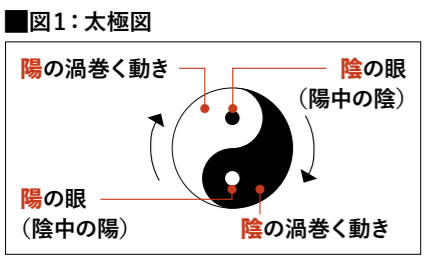 ■図1：太極図
陽の渦巻く動き
陰の眼
（陽中の陰）
陽の眼
（陰中の陽）
陰の渦巻く動き